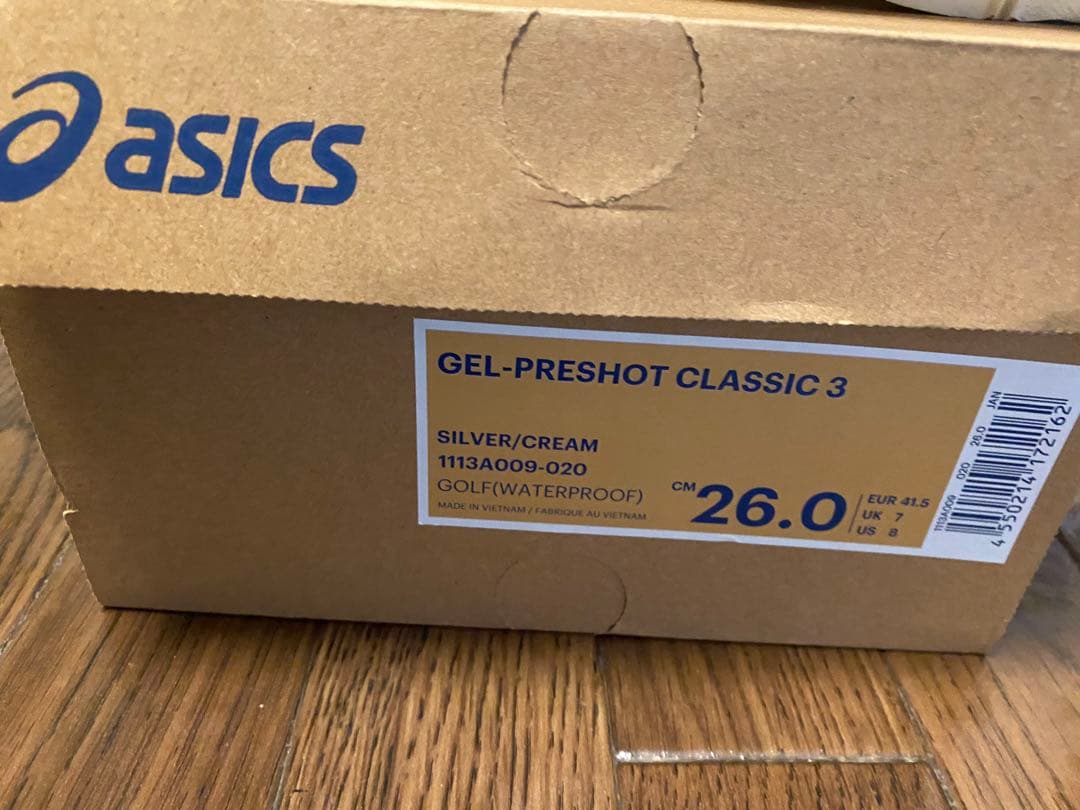 asics
GEL-PRESHOT CLASSIC 3
SILVER/CREAM
1113A009-020
GOLF(WATERPROOF)
MADE IN VIETNAM / FABRIQUE AU VIETNAM
CM 26.0
EUR 41.5
UK 7
US 8
1113A009 020 26.0 JAN
4550214172162